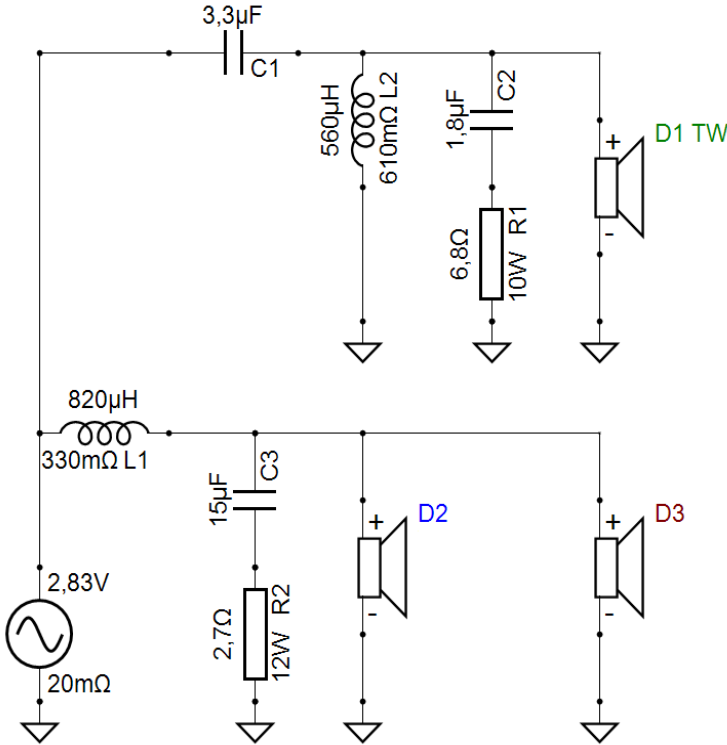 3,3µF
C1
560µH
610mΩ L2
1,8µF
C2
6,8Ω
10W R1
+
D1 TW
-
820µH
330mΩ L1
15µF
C3
2,7Ω
12W R2
+
D2
-
+
D3
-
2,83V
20mΩ